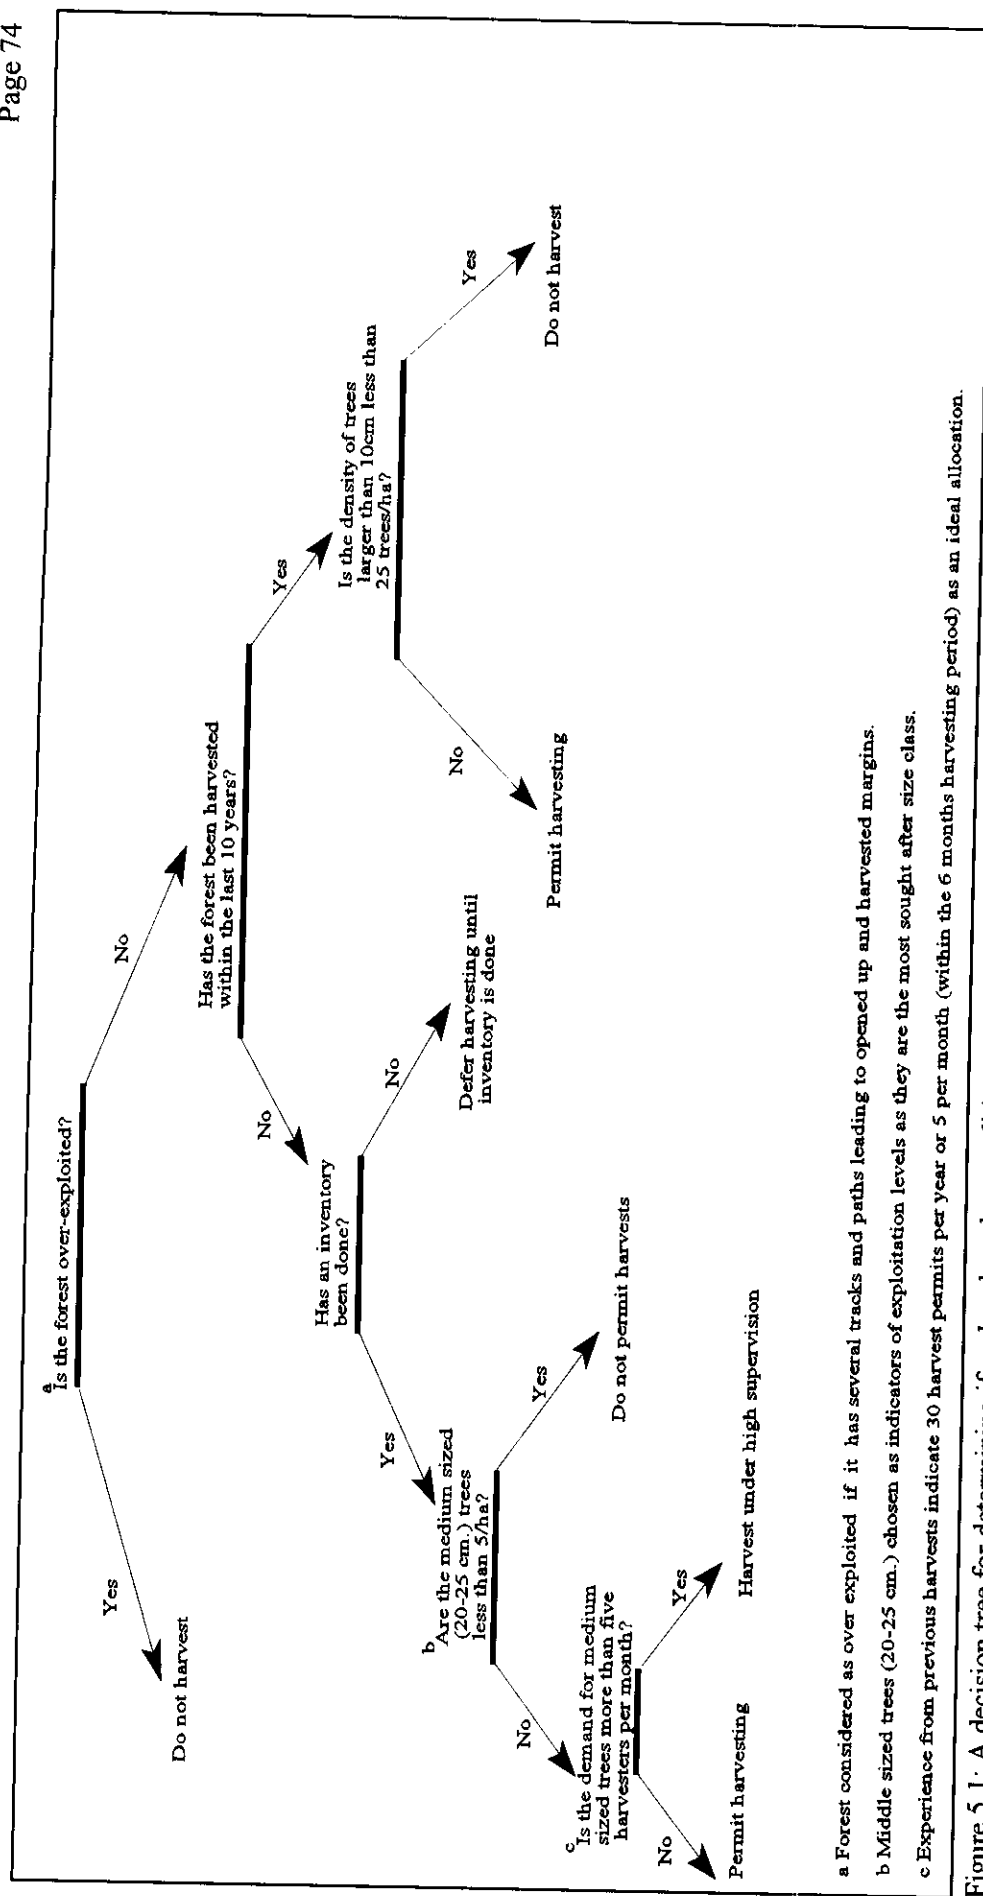 Page 74
a
Is the forest over-exploited?
Yes
No
Do not harvest
Has the forest been harvested
within the last 10 years?
No
Yes
Has an inventory
been done?
Is the density of trees
larger than 10cm less than
25 trees/ha?
Yes
No
No
Yes
b
Are the medium sized
(20-25 cm.) trees
less than 5/ha?
Defer harvesting until
inventory is done
Permit harvesting
Do not harvest
No
Yes
c
Is the demand for medium
sized trees more than five
harvesters per month?
Do not permit harvests
No
Yes
Permit harvesting
Harvest under high supervision
a Forest considered as over exploited if it has several tracks and paths leading to opened up and harvested margins.
b Middle sized trees (20-25 cm.) chosen as indicators of exploitation levels as they are the most sought after size class.
c Experience from previous harvests indicate 30 harvest permits per year or 5 per month (within the 6 months harvesting period) as an ideal allocation.
Figure 5.1: A decision tree for determining if